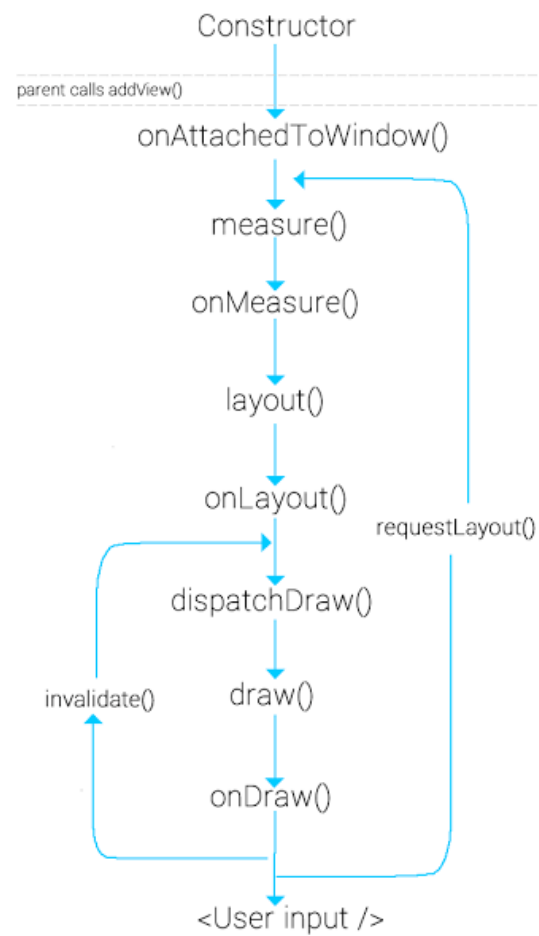 Constructor
parent calls addView()
onAttachedToWindow()
measure()
onMeasure()
layout()
onLayout()
requestLayout()
dispatchDraw()
draw()
invalidate()
onDraw()
<User input />